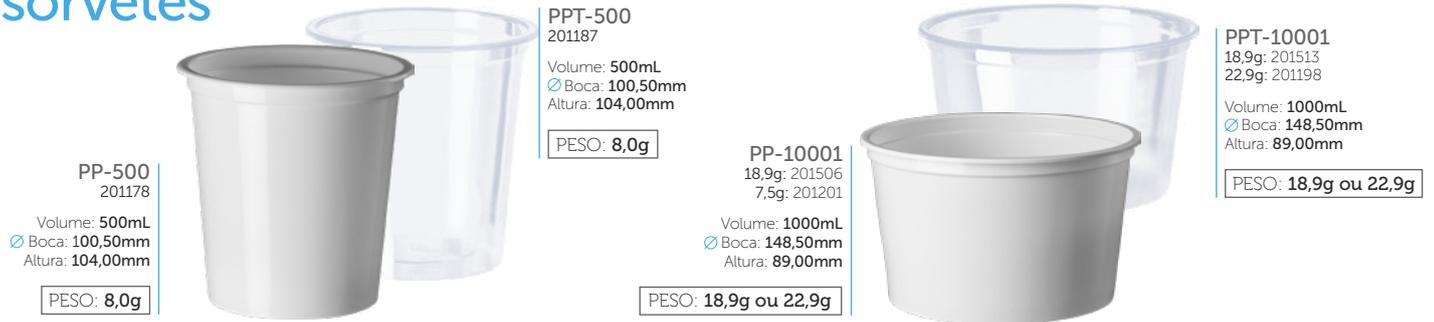 sorvetes
PPT-500
201187
Volume: 500mL
Ø Boca: 100,50mm
Altura: 104,00mm
PESO: 8,0g
PP-500
201178
Volume: 500mL
Ø Boca: 100,50mm
Altura: 104,00mm
PESO: 8,0g
PPT-10001
18,9g: 201513
22,9g: 201198
Volume: 1000mL
Ø Boca: 148,50mm
Altura: 89,00mm
PESO: 18,9g ou 22,9g
PP-10001
18,9g: 201506
7,5g: 201201
Volume: 1000mL
Ø Boca: 148,50mm
Altura: 89,00mm
PESO: 18,9g ou 22,9g